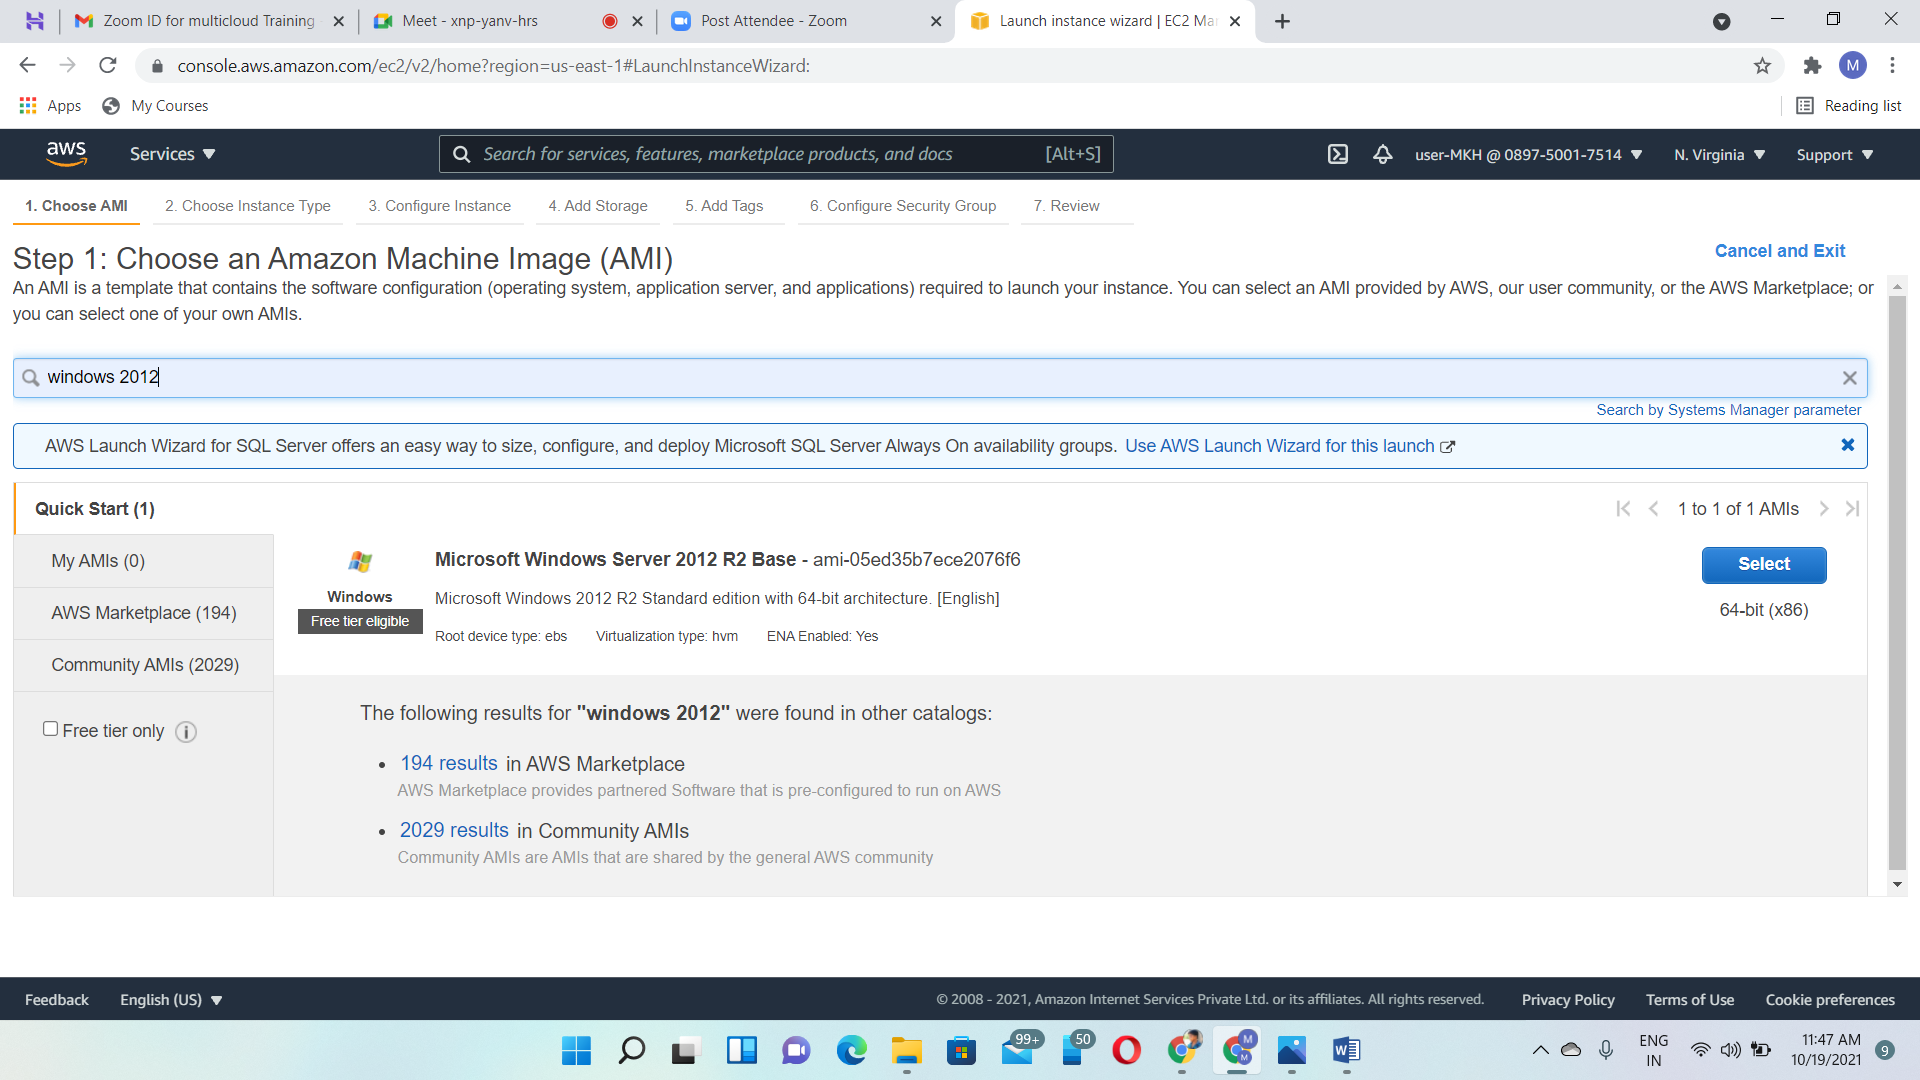 Zoom ID for multicloud Training
Meet - xnp-yanv-hrs
Post Attendee - Zoom
Launch instance wizard | EC2 Mar
console.aws.amazon.com/ec2/v2/home?region=us-east-1#LaunchInstanceWizard:
M
Apps
My Courses
Reading list
aws
Services
Search for services, features, marketplace products, and docs
[Alt+S]
user-MKH @ 0897-5001-7514
N. Virginia
Support
1. Choose AMI
2. Choose Instance Type
3. Configure Instance
4. Add Storage
5. Add Tags
6. Configure Security Group
7. Review
Step 1: Choose an Amazon Machine Image (AMI)
Cancel and Exit
An AMI is a template that contains the software configuration (operating system, application server, and applications) required to launch your instance. You can select an AMI provided by AWS, our user community, or the AWS Marketplace; or
you can select one of your own AMIs.
windows 2012
Search by Systems Manager parameter
AWS Launch Wizard for SQL Server offers an easy way to size, configure, and deploy Microsoft SQL Server Always On availability groups. Use AWS Launch Wizard for this launch
Quick Start (1)
1 to 1 of 1 AMIs
My AMIs (0)
AWS Marketplace (194)
Community AMIs (2029)
Free tier only
Windows
Free tier eligible
Microsoft Windows Server 2012 R2 Base - ami-05ed35b7ece2076f6
Microsoft Windows 2012 R2 Standard edition with 64-bit architecture. [English]
Root device type: ebs
Virtualization type: hvm
ENA Enabled: Yes
Select
64-bit (x86)
The following results for "windows 2012" were found in other catalogs:
194 results in AWS Marketplace
AWS Marketplace provides partnered Software that is pre-configured to run on AWS
2029 results in Community AMIs
Community AMIs are AMIs that are shared by the general AWS community
Feedback
English (US)
© 2008 - 2021, Amazon Internet Services Private Ltd. or its affiliates. All rights reserved.
Privacy Policy
Terms of Use
Cookie preferences
99+
50
M
M
ENG
IN
11:47 AM
10/19/2021
9